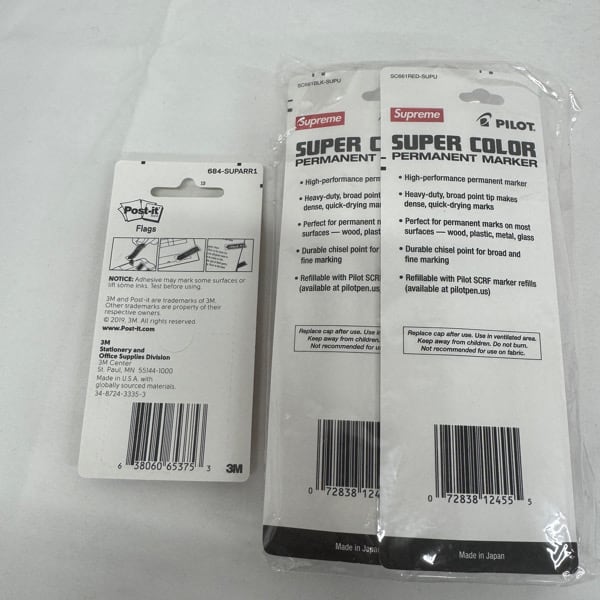 684-SUPARR1
Post-it
Flags
NOTICE: Adhesive may mark some surfaces or
lift some inks. Test before using.
3M and Post-it are trademarks of 3M.
Other trademarks are property of their
respective owners.
© 2019, 3M. All rights reserved.
www.Post-it.com
3M
Stationery and
Office Supplies Division
3M Center
St. Paul, MN 55144-1000
Made in U.S.A. with
globally sourced materials.
34-8724-3335-3
6 38060 65375 3
3M
SC661BLK-SUPU
Supreme
SUPER C
PERMANENT
• High-performance perm
• Heavy-duty, broad point
dense, quick-drying mar
• Perfect for permanent m
surfaces — wood, plast
• Durable chisel point for
fine marking
• Refillable with Pilot SCRF
(available at pilotpen.us)
Replace cap after use. Use in
Keep away from children.
Not recommended for u
0 72838 124
Made in Japan
SC661RED-SUPU
Supreme
PILOT
SUPER COLOR
PERMANENT MARKER
• High-performance permanent marker
• Heavy-duty, broad point tip makes
dense, quick-drying marks
• Perfect for permanent marks on most
surfaces — wood, plastic, metal, glass
• Durable chisel point for broad and
fine marking
• Refillable with Pilot SCRF marker refills
(available at pilotpen.us)
Replace cap after use. Use in ventilated area.
Keep away from children. Do not burn.
Not recommended for use on fabric.
0 72838 12455 5
Made in Japan